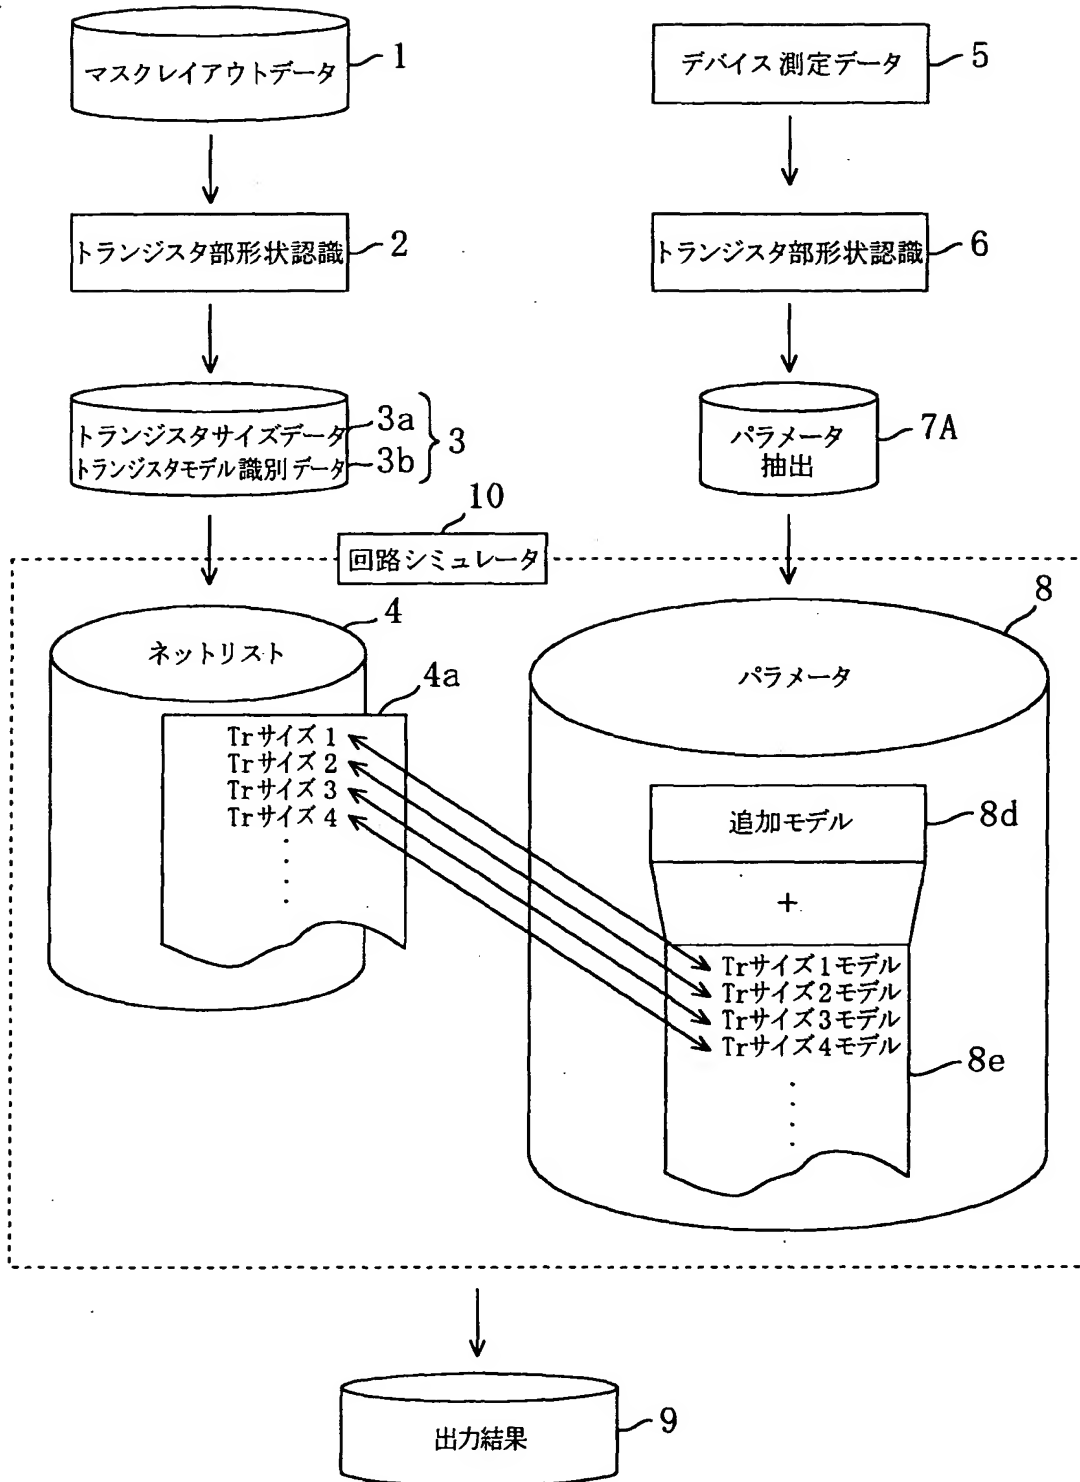 マスクレイアウトデータ
1
デバイス測定データ
5
トランジスタ部形状認識
2
トランジスタ部形状認識
6
トランジスタサイズデータ
3a
トランジスタモデル識別データ
3b
3
パラメータ
抽出
7A
10
回路シミュレータ
ネットリスト
4
4a
Trサイズ1
Trサイズ2
Trサイズ3
Trサイズ4
8
パラメータ
追加モデル
8d
+
Trサイズ1モデル
Trサイズ2モデル
Trサイズ3モデル
Trサイズ4モデル
8e
出力結果
9